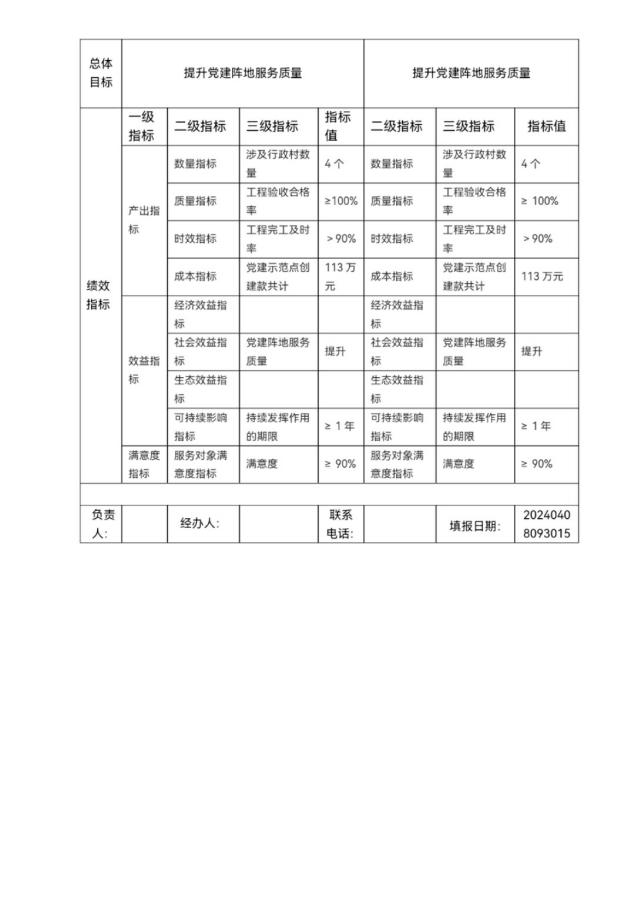 总体
目标
提升党建阵地服务质量
提升党建阵地服务质量
绩效
指标
一级
指标
二级指标
三级指标
指标
值
二级指标
三级指标
指标值
产出指
标
数量指标
涉及行政村数
量
4 个
数量指标
涉及行政村数
量
4 个
质量指标
工程验收合格
率
≥100%
质量指标
工程验收合格
率
≥ 100%
时效指标
工程完工及时
率
＞90%
时效指标
工程完工及时
率
＞90%
成本指标
党建示范点创
建款共计
113 万
元
成本指标
党建示范点创
建款共计
113 万元
效益指
标
经济效益指
标
经济效益指
标
社会效益指
标
党建阵地服务
质量
提升
社会效益指
标
党建阵地服务
质量
提升
生态效益指
标
生态效益指
标
可持续影响
指标
持续发挥作用
的期限
≥ 1 年
可持续影响
指标
持续发挥作用
的期限
≥ 1 年
满意度
指标
服务对象满
意度指标
满意度
≥ 90%
服务对象满
意度指标
满意度
≥ 90%
负责
人：
经办人：
联系
电话：
填报日期：
2024040
8093015